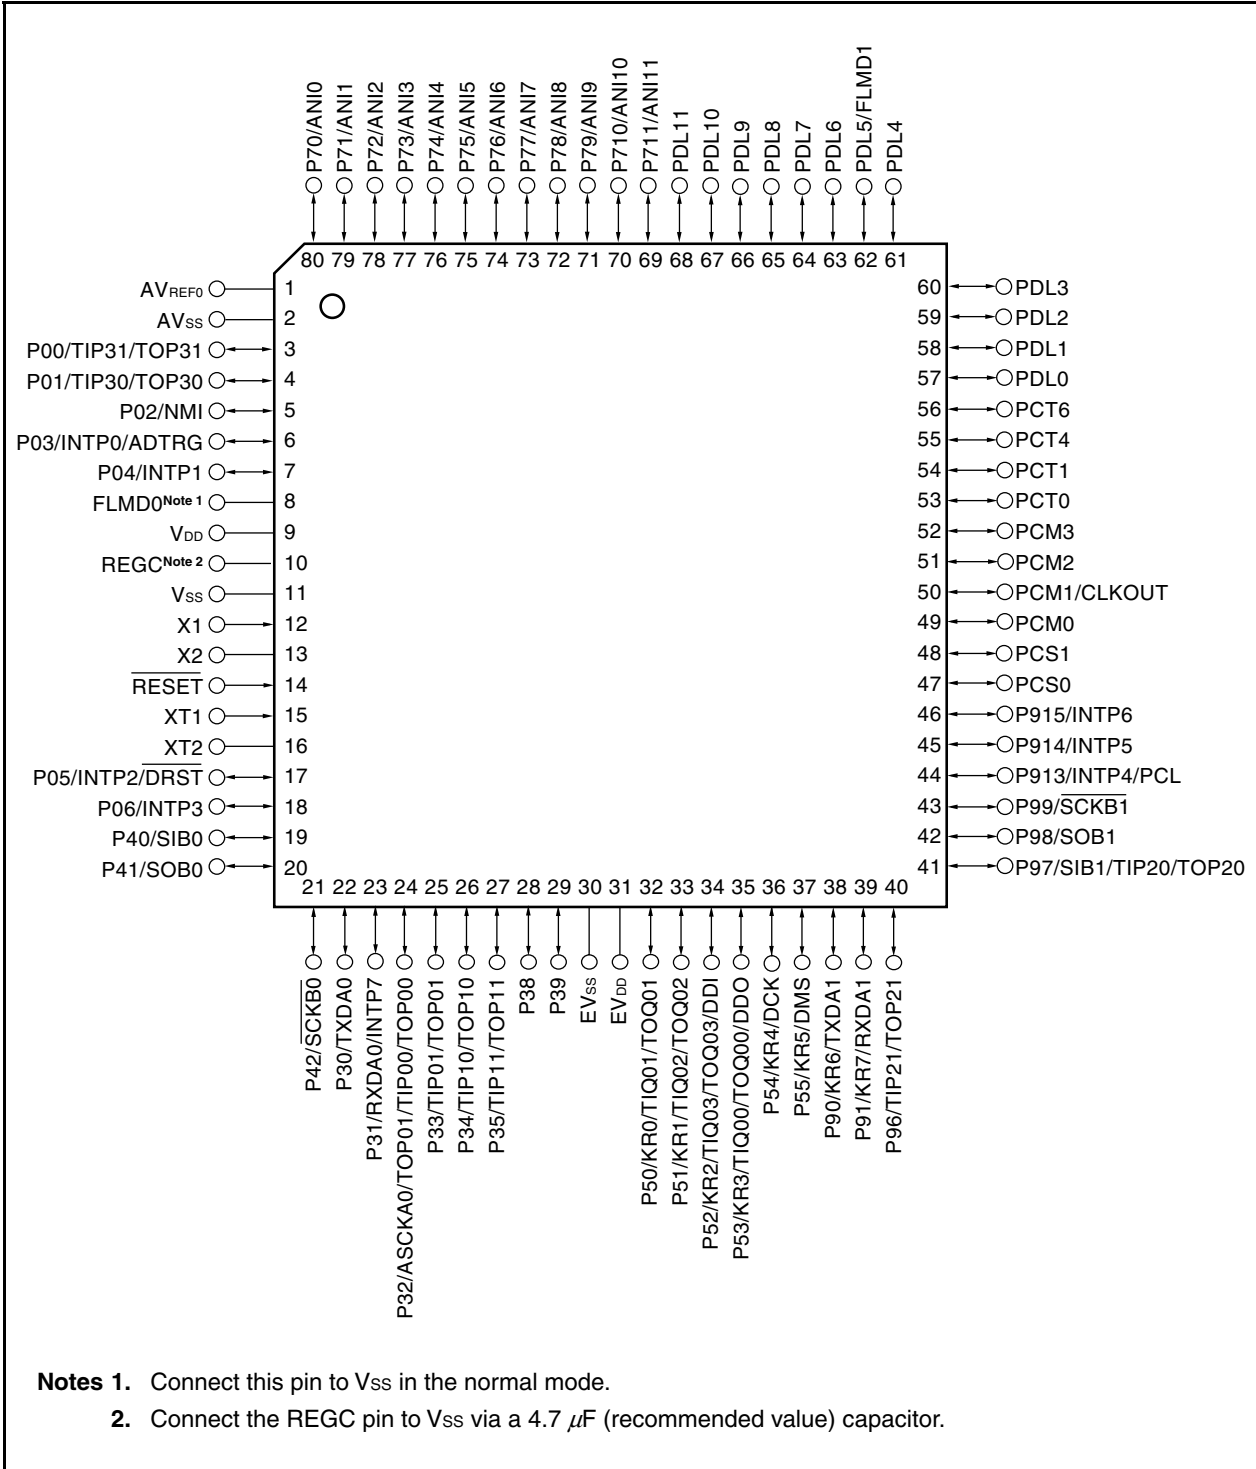 P70/ANI0
P71/ANI1
P72/ANI2
P73/ANI3
P74/ANI4
P75/ANI5
P76/ANI6
P77/ANI7
P78/ANI8
P79/ANI9
P710/ANI10
P711/ANI11
PDL11
PDL10
PDL9
PDL8
PDL7
PDL6
PDL5/FLMD1
PDL4
80 79 78 77 76 75 74 73 72 71 70 69 68 67 66 65 64 63 62 61
AVREF0 1
AVSS 2
P00/TIP31/TOP31 3
P01/TIP30/TOP30 4
P02/NMI 5
P03/INTP0/ADTRG 6
P04/INTP1 7
FLMD0Note 1 8
VDD 9
REGCNote 2 10
VSS 11
X1 12
X2 13
RESET 14
XT1 15
XT2 16
P05/INTP2/DRST 17
P06/INTP3 18
P40/SIB0 19
P41/SOB0 20
60 PDL3
59 PDL2
58 PDL1
57 PDL0
56 PCT6
55 PCT4
54 PCT1
53 PCT0
52 PCM3
51 PCM2
50 PCM1/CLKOUT
49 PCM0
48 PCS1
47 PCS0
46 P915/INTP6
45 P914/INTP5
44 P913/INTP4/PCL
43 P99/SCKB1
42 P98/SOB1
41 P97/SIB1/TIP20/TOP20
21 22 23 24 25 26 27 28 29 30 31 32 33 34 35 36 37 38 39 40
P42/SCKB0
P30/TXDA0
P31/RXDA0/INTP7
P32/ASCKA0/TOP01/TIP00/TOP00
P33/TIP01/TOP01
P34/TIP10/TOP10
P35/TIP11/TOP11
P38
P39
EVSS
EVDD
P50/KR0/TIQ01/TOQ01
P51/KR1/TIQ02/TOQ02
P52/KR2/TIQ03/TOQ03/DDI
P53/KR3/TIQ00/TOQ00/DDO
P54/KR4/DCK
P55/KR5/DMS
P90/KR6/TXDA1
P91/KR7/RXDA1
P96/TIP21/TOP21
Notes 1. Connect this pin to VSS in the normal mode.
2. Connect the REGC pin to VSS via a 4.7 μF (recommended value) capacitor.